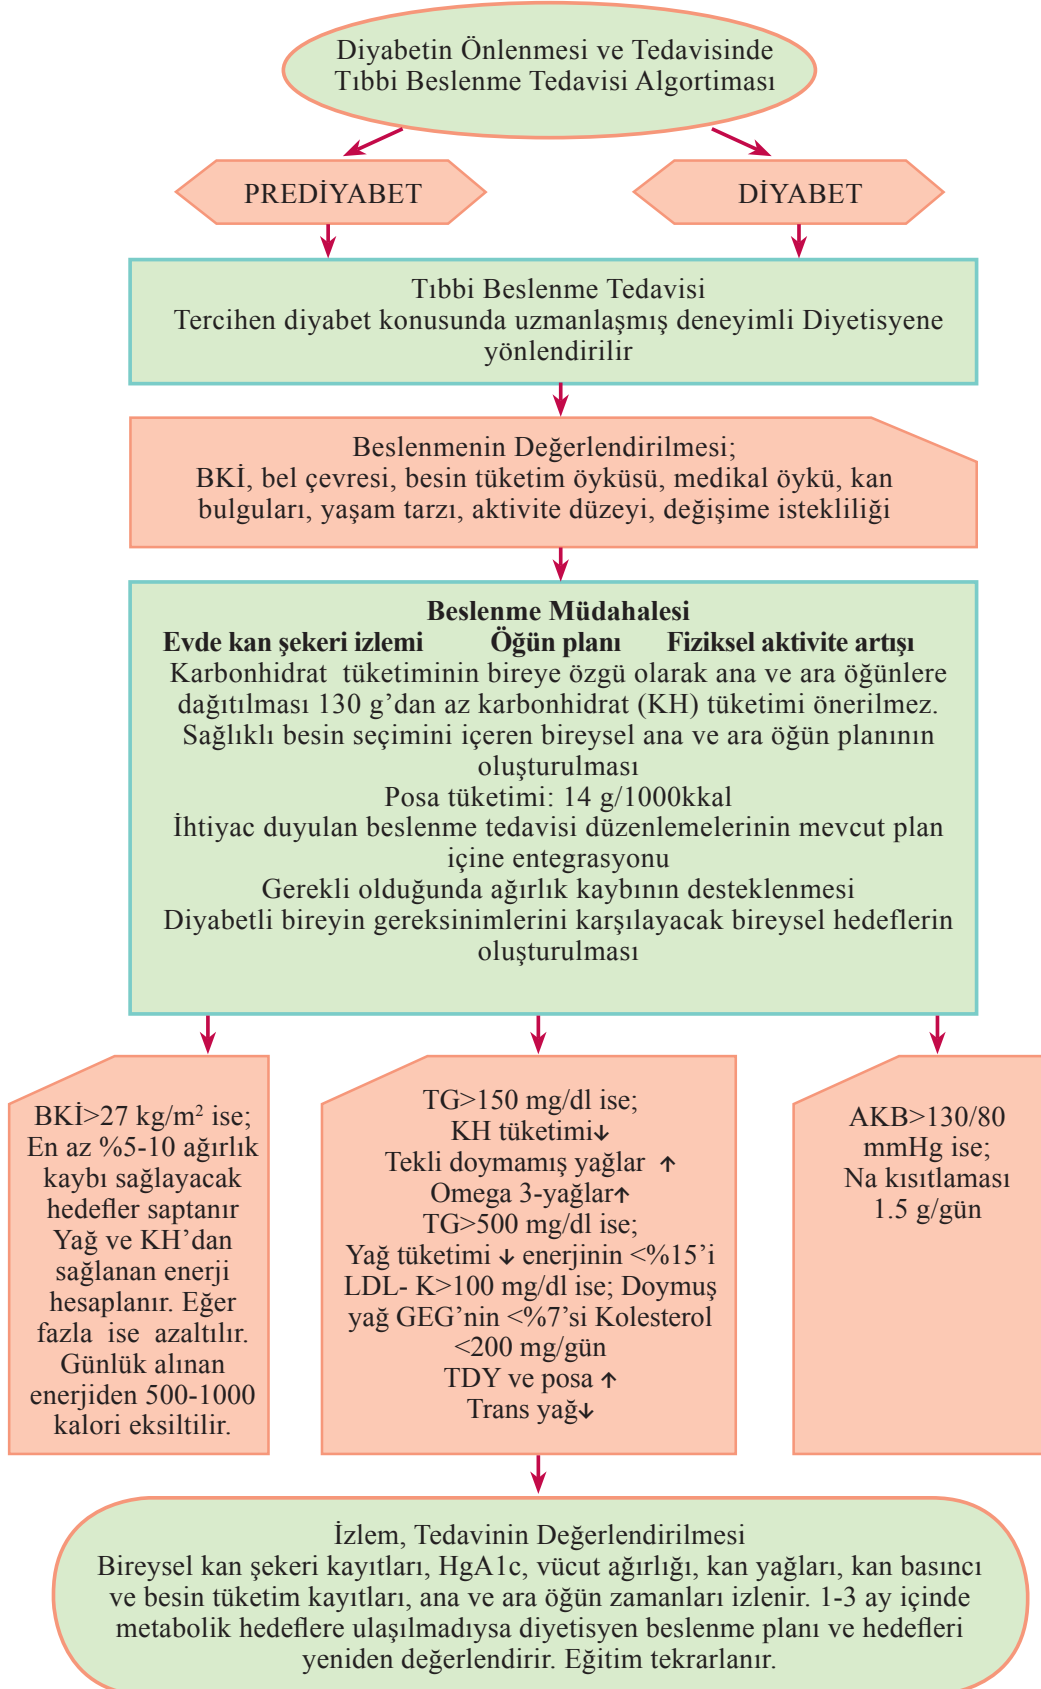 Diyabetin Önlenmesi ve Tedavisinde
Tıbbi Beslenme Tedavisi Algortiması
PREDİYABET
DİYABET
Tıbbi Beslenme Tedavisi
Tercihen diyabet konusunda uzmanlaşmış deneyimli Diyetisyene
yönlendirilir
Beslenmenin Değerlendirilmesi;
BKİ, bel çevresi, besin tüketim öyküsü, medikal öykü, kan
bulguları, yaşam tarzı, aktivite düzeyi, değişime istekliliği
Beslenme Müdahalesi
Evde kan şekeri izlemi Öğün planı Fiziksel aktivite artışı
Karbonhidrat tüketiminin bireye özgü olarak ana ve ara öğünlere
dağıtılması 130 g’dan az karbonhidrat (KH) tüketimi önerilmez.
Sağlıklı besin seçimini içeren bireysel ana ve ara öğün planının
oluşturulması
Posa tüketimi: 14 g/1000kkal
İhtiyac duyulan beslenme tedavisi düzenlemelerinin mevcut plan
içine entegrasyonu
Gerekli olduğunda ağırlık kaybının desteklenmesi
Diyabetli bireyin gereksinimlerini karşılayacak bireysel hedeflerin
oluşturulması
BKİ>27 kg/m² ise;
En az %5-10 ağırlık
kaybı sağlayacak
hedefler saptanır
Yağ ve KH’dan
sağlanan enerji
hesaplanır. Eğer
fazla ise azaltılır.
Günlük alınan
enerjiden 500-1000
kalori eksiltilir.
TG>150 mg/dl ise;
KH tüketimi↓
Tekli doymamış yağlar ↑
Omega 3-yağlar↑
TG>500 mg/dl ise;
Yağ tüketimi ↓ enerjinin <%15’i
LDL- K>100 mg/dl ise; Doymuş
yağ GEG’nin <%7’si Kolesterol
<200 mg/gün
TDY ve posa ↑
Trans yağ↓
AKB>130/80
mmHg ise;
Na kısıtlaması
1.5 g/gün
İzlem, Tedavinin Değerlendirilmesi
Bireysel kan şekeri kayıtları, HgA1c, vücut ağırlığı, kan yağları, kan basıncı
ve besin tüketim kayıtları, ana ve ara öğün zamanları izlenir. 1-3 ay içinde
metabolik hedeflere ulaşılmadıysa diyetisyen beslenme planı ve hedefleri
yeniden değerlendirir. Eğitim tekrarlanır.